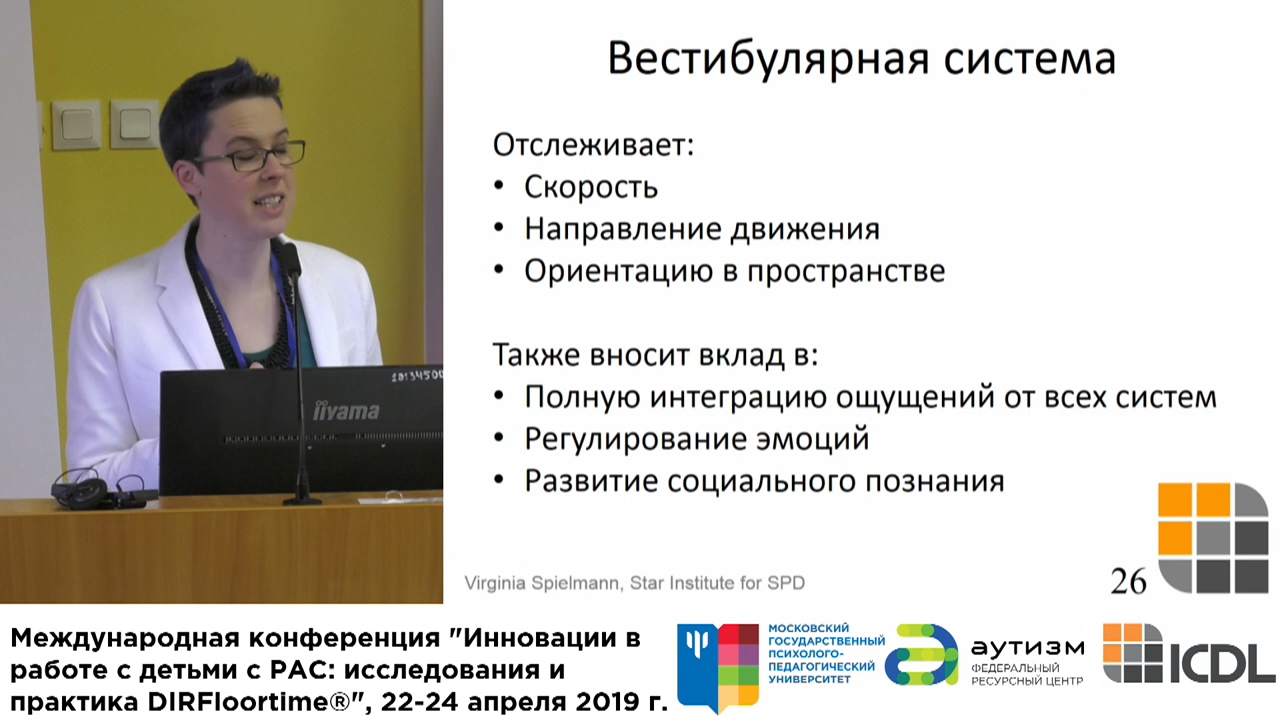 Вестибулярная система
Отслеживает:
• Скорость
• Направление движения
• Ориентацию в пространстве
Также вносит вклад в:
• Полную интеграцию ощущений от всех систем
• Регулирование эмоций
• Развитие социального познания
Virginia Spielmann, Star Institute for SPD
26
iiyama
Международная конференция "Инновации в
работе с детьми с РАС: исследования и
практика DIRFloortime®", 22-24 апреля 2019 г.
МОСКОВСКИЙ
ГОСУДАРСТВЕННЫЙ
ПСИХОЛОГО-
ПЕДАГОГИЧЕСКИЙ
УНИВЕРСИТЕТ
аутизм
ФЕДЕРАЛЬНЫЙ
РЕСУРСНЫЙ ЦЕНТР
ICDL